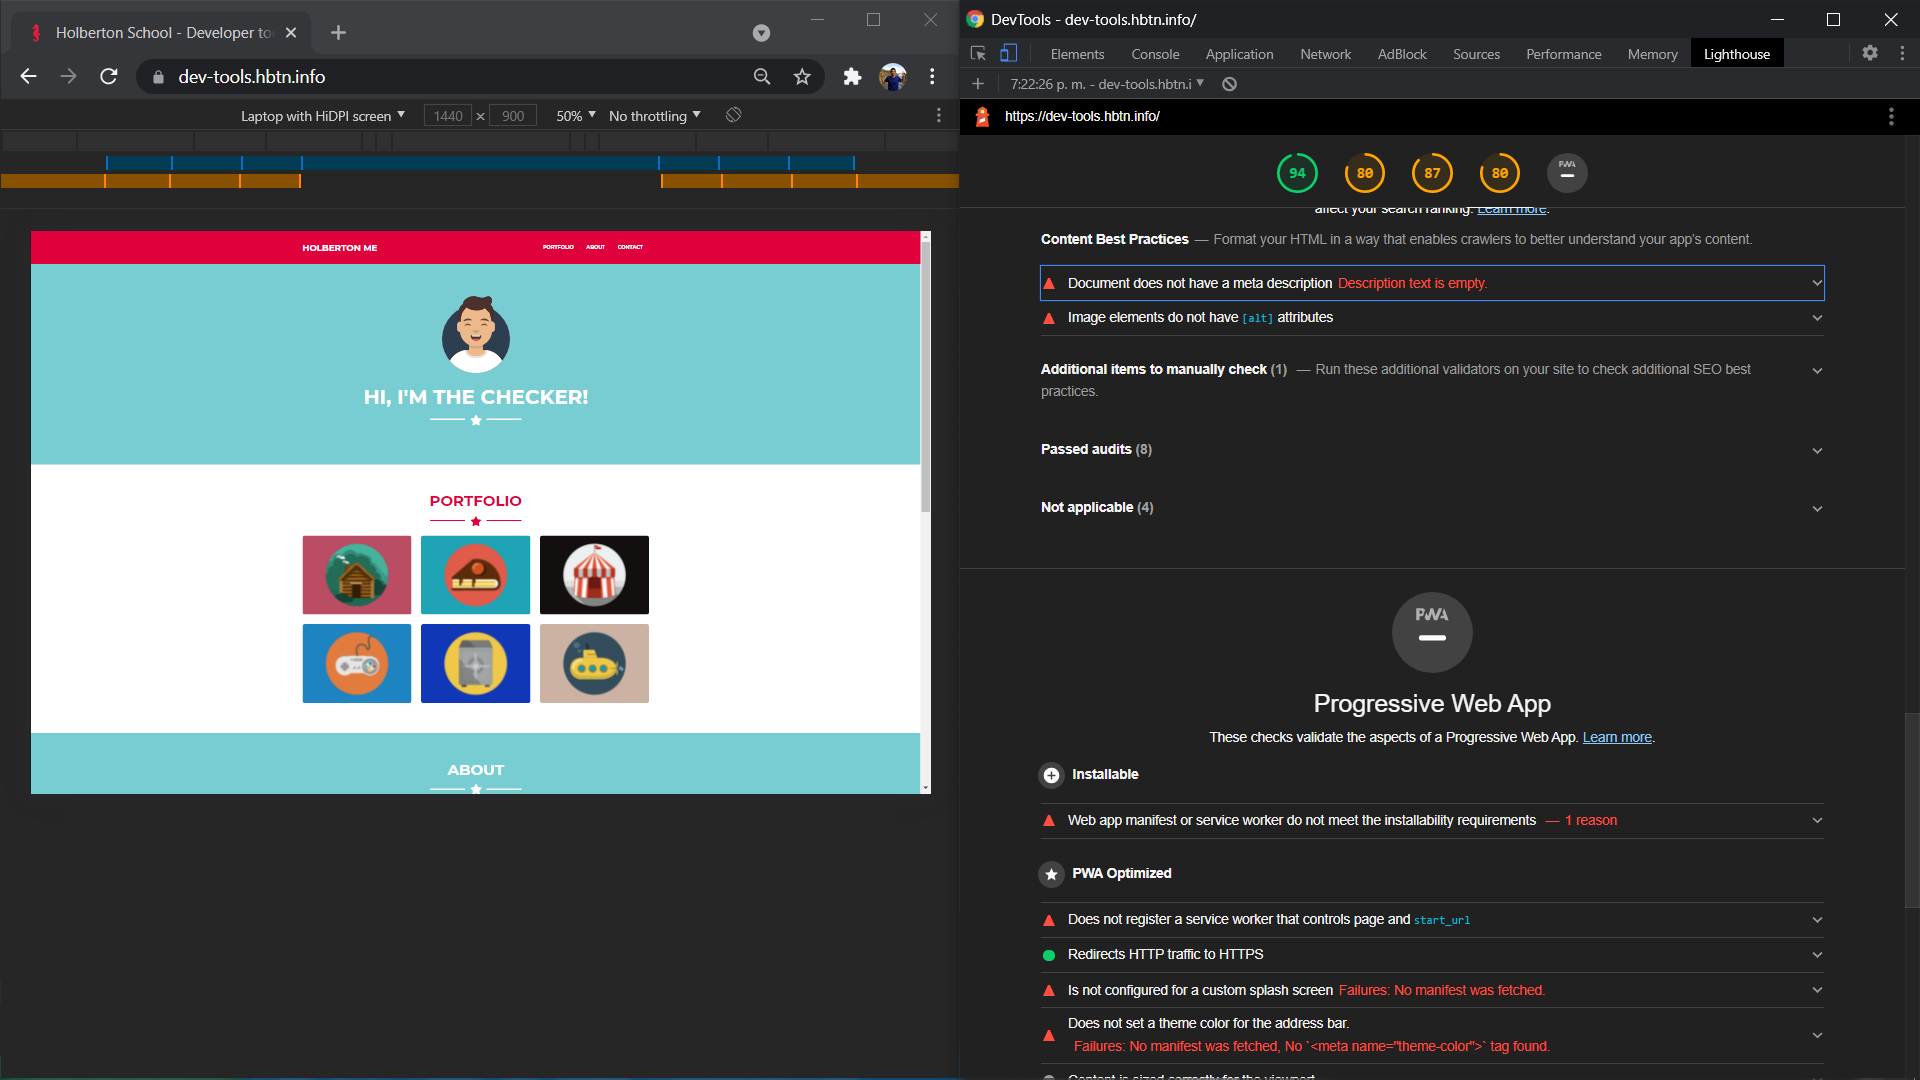 Holberton School - Developer to
dev-tools.hbtn.info
Laptop with HiDPI screen
1440 × 900
50%
No throttling
HOLBERTON ME
PORTFOLIO
ABOUT
CONTACT
HI, I'M THE CHECKER!
PORTFOLIO
ABOUT
DevTools - dev-tools.hbtn.info/
Elements
Console
Application
Network
AdBlock
Sources
Performance
Memory
Lighthouse
7:22:26 p. m. - dev-tools.hbtn.i
https://dev-tools.hbtn.info/
94
80
87
80
PWA
affect your search ranking. Learn more.
Content Best Practices — Format your HTML in a way that enables crawlers to better understand your app's content.
Document does not have a meta description Description text is empty.
Image elements do not have [alt] attributes
Additional items to manually check (1) — Run these additional validators on your site to check additional SEO best
practices.
Passed audits (8)
Not applicable (4)
PWA
Progressive Web App
These checks validate the aspects of a Progressive Web App. Learn more.
Installable
Web app manifest or service worker do not meet the installability requirements — 1 reason
PWA Optimized
Does not register a service worker that controls page and start_url
Redirects HTTP traffic to HTTPS
Is not configured for a custom splash screen Failures: No manifest was fetched.
Does not set a theme color for the address bar.
Failures: No manifest was fetched, No `<meta name="theme-color">` tag found.
Content is sized correctly for the viewport